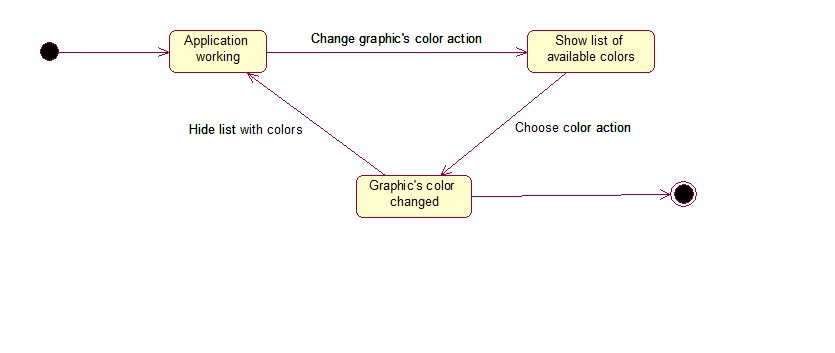 Application
working
Change graphic's color action
Show list of
available colors
Hide list with colors
Choose color action
Graphic's color
changed